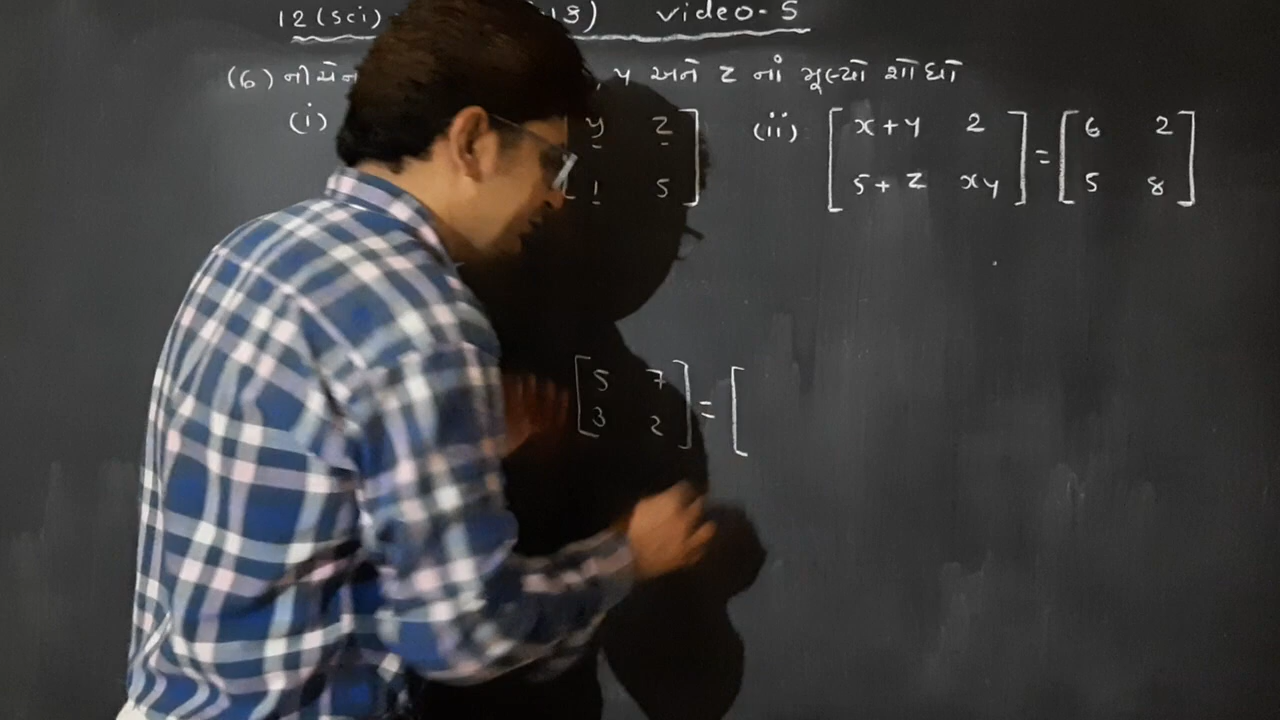 12 (sci) 18) video-5
(6) નીચેના , y અને z નાં મૂલ્યો શોધો
(i) y z (ii) [ x+y 2 ] = [ 6 2 ]
1 5 [ 5+z xy ] [ 5 8 ]
[ 5 7 ] = [
[ 3 2 ]